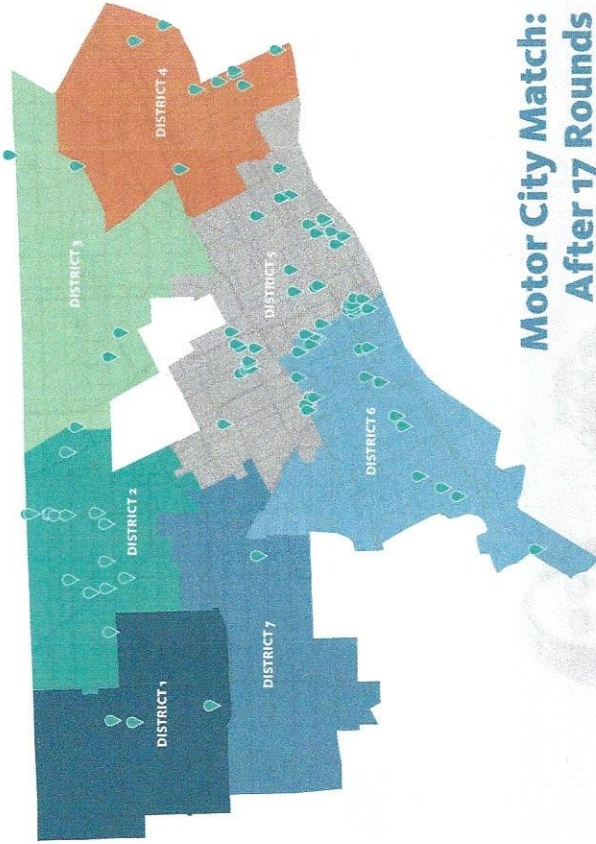 Motor City Match:
After 17 Rounds
DISTRICT 1
DISTRICT 2
DISTRICT 3
DISTRICT 4
DISTRICT 5
DISTRICT 6
DISTRICT 7